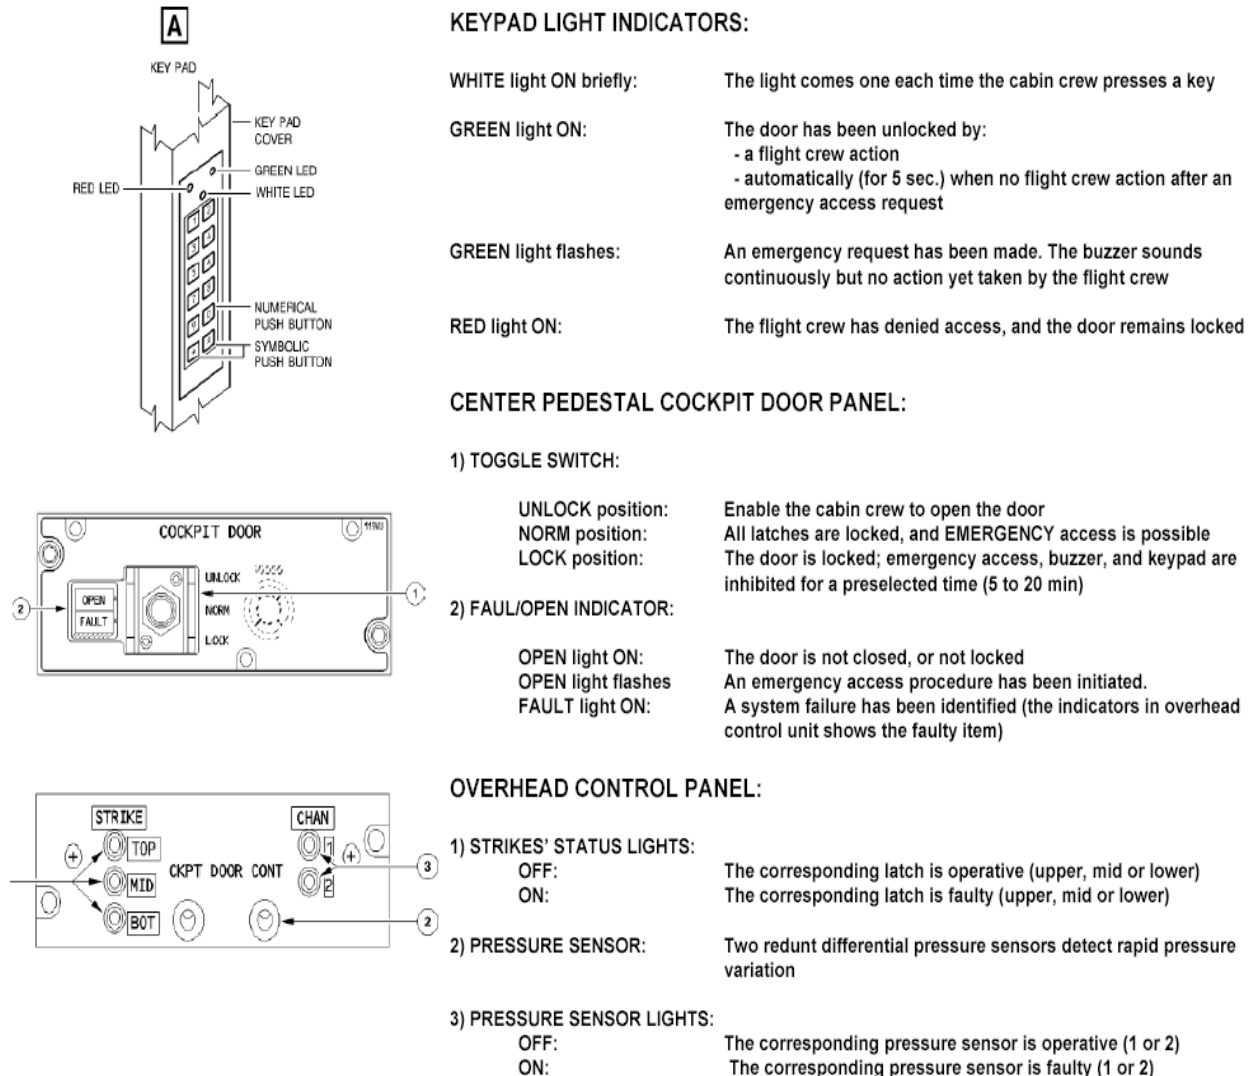 A
KEY PAD
KEY PAD
COVER
GREEN LED
RED LED
WHITE LED
NUMERICAL
PUSH BUTTON
SYMBOLIC
PUSH BUTTON
KEYPAD LIGHT INDICATORS:
WHITE light ON briefly: The light comes one each time the cabin crew presses a key
GREEN light ON: The door has been unlocked by:
- a flight crew action
- automatically (for 5 sec.) when no flight crew action after an
emergency access request
GREEN light flashes: An emergency request has been made. The buzzer sounds
continuously but no action yet taken by the flight crew
RED light ON: The flight crew has denied access, and the door remains locked
CENTER PEDESTAL COCKPIT DOOR PANEL:
1) TOGGLE SWITCH:
UNLOCK position: Enable the cabin crew to open the door
NORM position: All latches are locked, and EMERGENCY access is possible
LOCK position: The door is locked; emergency access, buzzer, and keypad are
inhibited for a preselected time (5 to 20 min)
COCKPIT DOOR
UNLOCK
NORM
LOCK
OPEN
FAULT
1
2
2) FAUL/OPEN INDICATOR:
OPEN light ON: The door is not closed, or not locked
OPEN light flashes An emergency access procedure has been initiated.
FAULT light ON: A system failure has been identified (the indicators in overhead
control unit shows the faulty item)
OVERHEAD CONTROL PANEL:
STRIKE
TOP
MID
BOT
CKPT DOOR CONT
CHAN
1
2
3
2
1) STRIKES' STATUS LIGHTS:
OFF: The corresponding latch is operative (upper, mid or lower)
ON: The corresponding latch is faulty (upper, mid or lower)
2) PRESSURE SENSOR: Two redunt differential pressure sensors detect rapid pressure
variation
3) PRESSURE SENSOR LIGHTS:
OFF: The corresponding pressure sensor is operative (1 or 2)
ON: The corresponding pressure sensor is faulty (1 or 2)